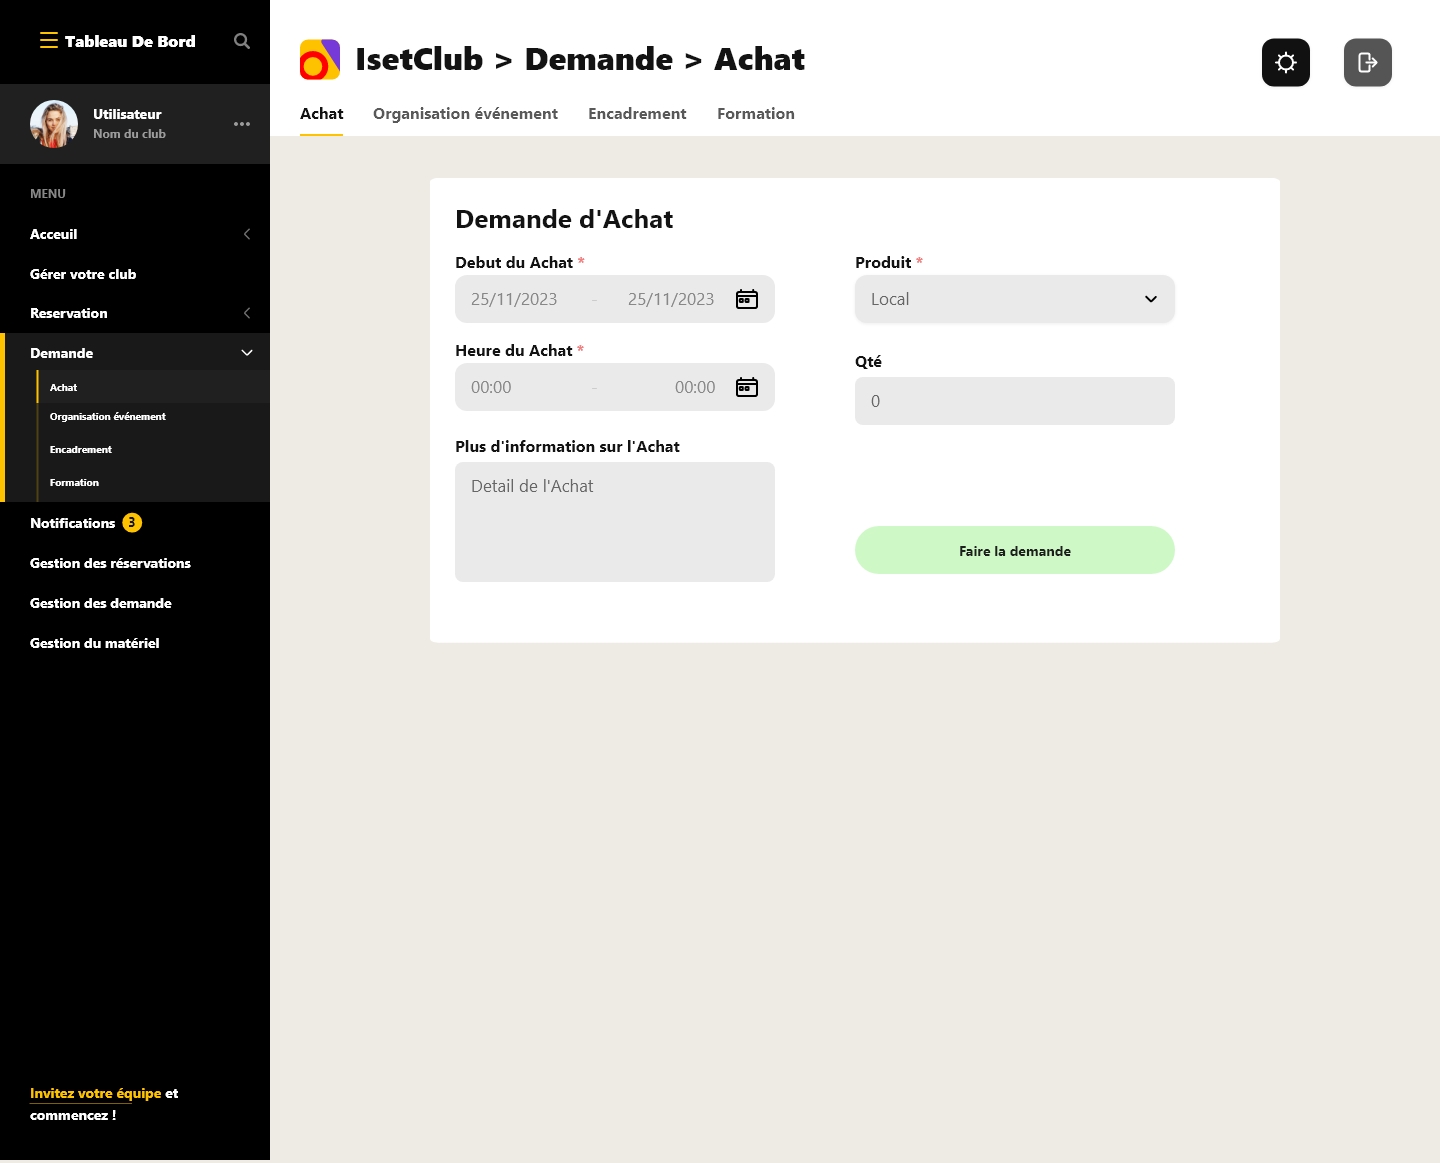 Tableau De Bord
Utilisateur
Nom du club
MENU
Acceuil
Gérer votre club
Reservation
Demande
Achat
Organisation événement
Encadrement
Formation
Notifications 3
Gestion des réservations
Gestion des demande
Gestion du matériel
Invitez votre équipe et
commencez !
IsetClub > Demande > Achat
Achat Organisation événement Encadrement Formation
Demande d'Achat
Debut du Achat *
25/11/2023 - 25/11/2023
Heure du Achat *
00:00 - 00:00
Plus d'information sur l'Achat
Detail de l'Achat
Produit *
Local
Qté
0
Faire la demande